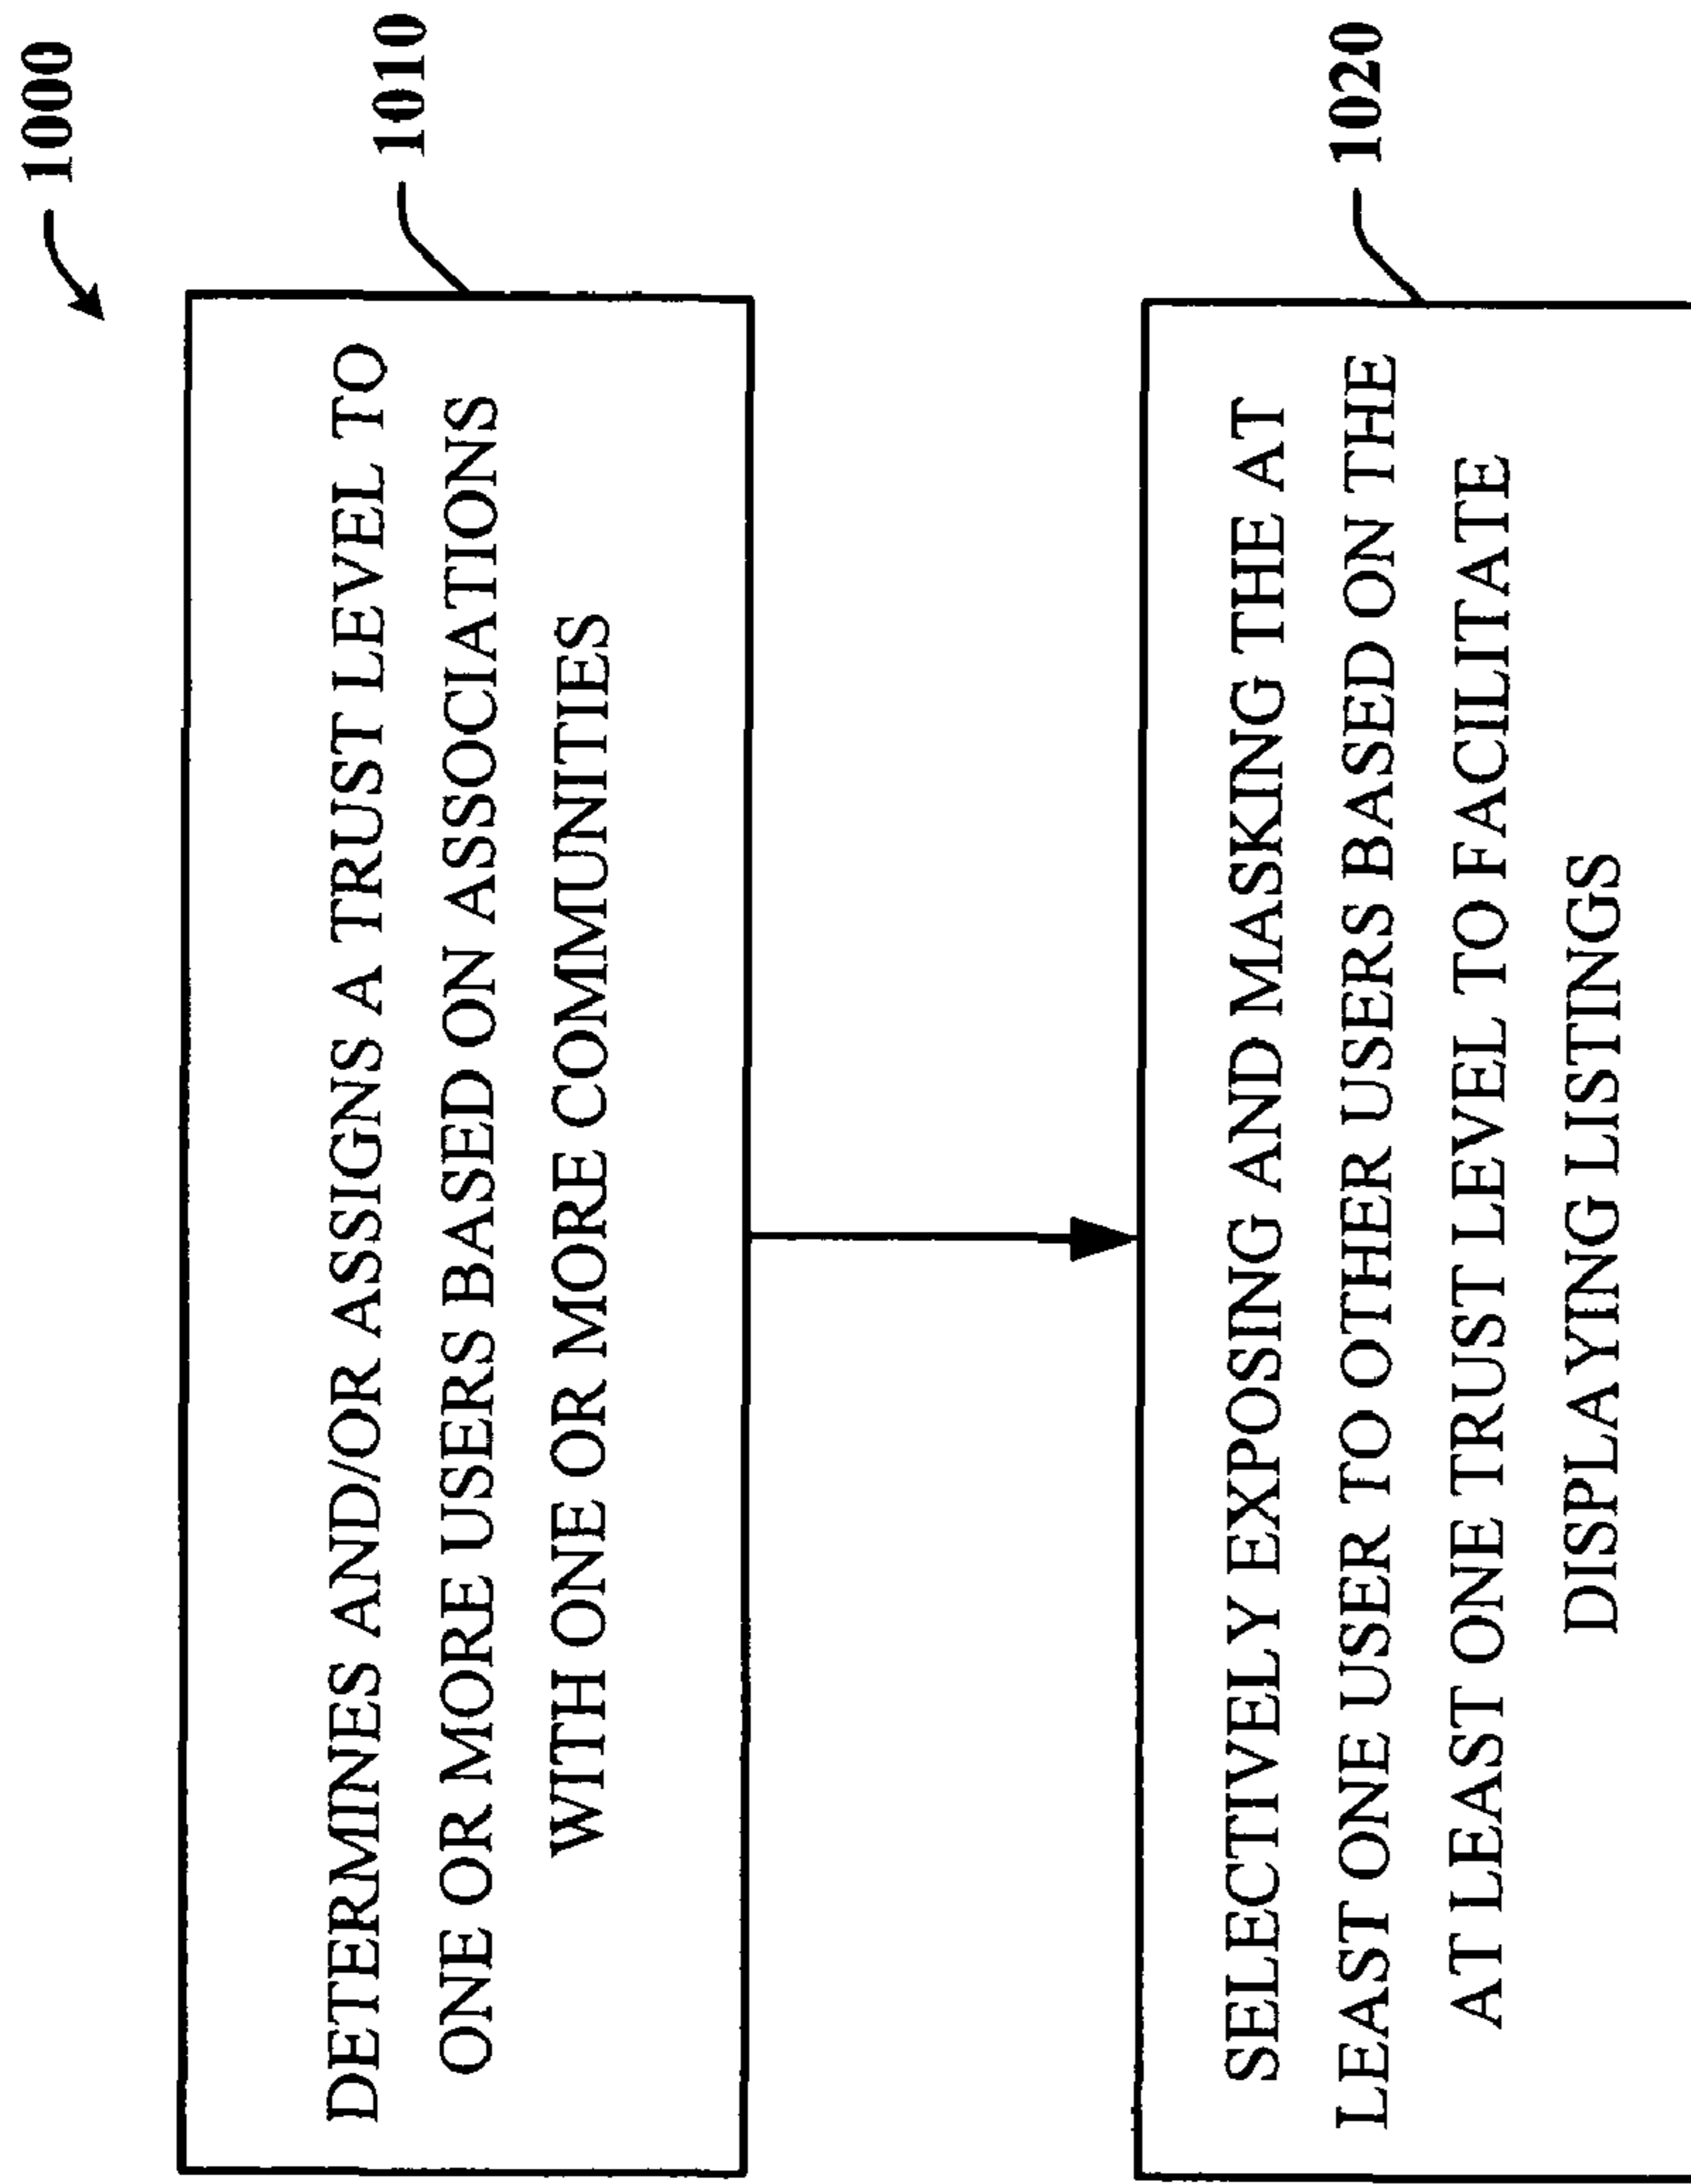 1000
1010
DETERMINES AND/OR ASSIGNS A TRUST LEVEL TO
ONE OR MORE USERS BASED ON ASSOCIATIONS
WITH ONE OR MORE COMMUNITIES
1020
SELECTIVELY EXPOSING AND MASKING THE AT
LEAST ONE USER TO OTHER USERS BASED ON THE
AT LEAST ONE TRUST LEVEL TO FACILITATE
DISPLAYING LISTINGS